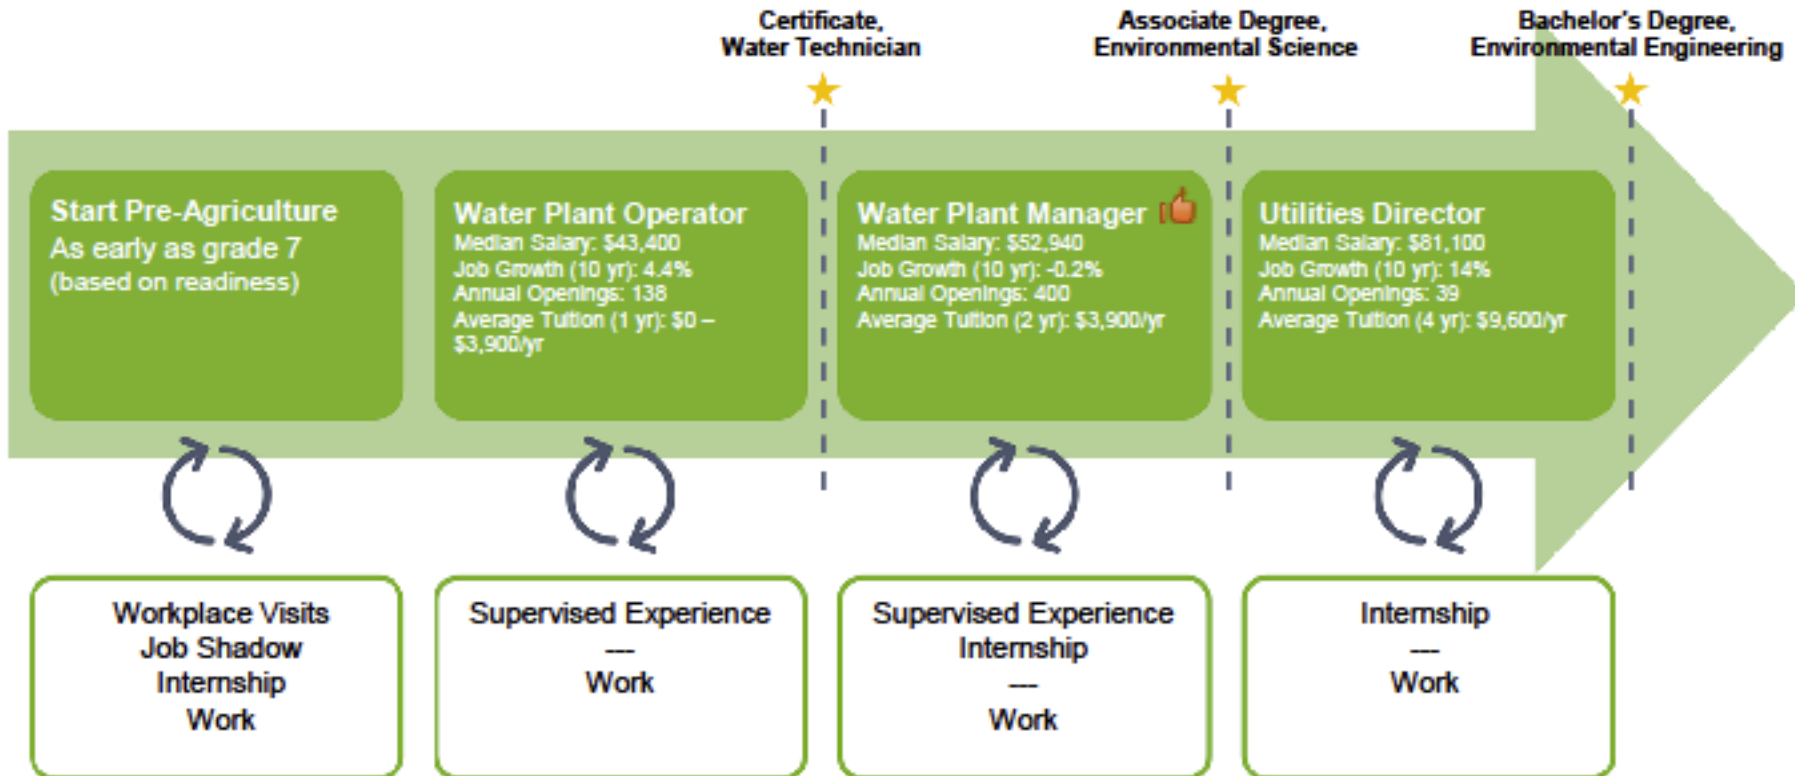 Certificate,
Water Technician
Associate Degree,
Environmental Science
Bachelor's Degree,
Environmental Engineering
Start Pre-Agriculture
As early as grade 7
(based on readiness)
Water Plant Operator
Median Salary: $43,400
Job Growth (10 yr): 4.4%
Annual Openings: 138
Average Tuition (1 yr): $0 –
$3,900/yr
Water Plant Manager
Median Salary: $52,940
Job Growth (10 yr): -0.2%
Annual Openings: 400
Average Tuition (2 yr): $3,900/yr
Utilities Director
Median Salary: $81,100
Job Growth (10 yr): 14%
Annual Openings: 39
Average Tuition (4 yr): $9,600/yr
Workplace Visits
Job Shadow
Internship
Work
Supervised Experience
---
Work
Supervised Experience
Internship
---
Work
Internship
---
Work